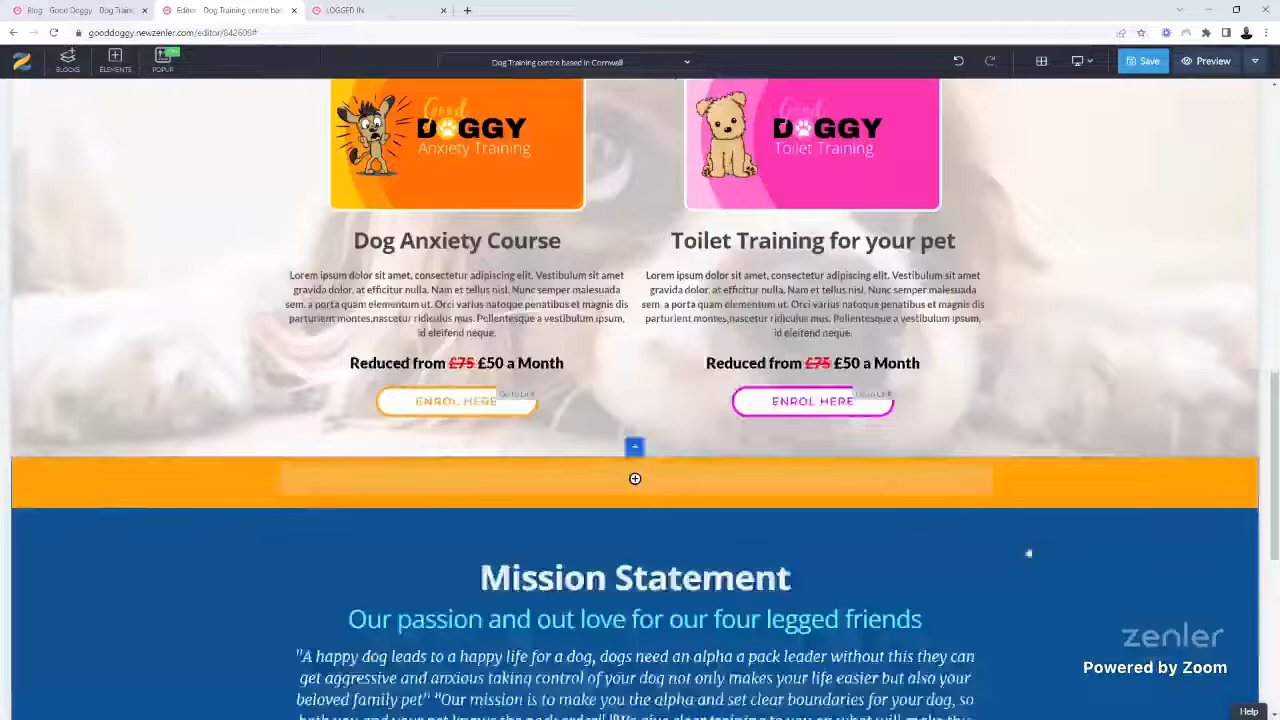 Blog - Good Doggy - Dog Traini
Editor - Dog Training centre bas
LOGGED IN
gooddoggy.newzenler.com/editor/842609#
BLOCKS
ELEMENTS
POPUP
Dog Training centre based in Cornwall
Save
Preview
Good
DOGGY
Anxiety Training
Good
DOGGY
Toilet Training
Dog Anxiety Course
Lorem ipsum dolor sit amet, consectetur adipiscing elit. Vestibulum sit amet
gravida dolor, at efficitur nulla. Nam et tellus nisl. Nunc semper malesuada
sem, a porta quam elementum ut. Orci varius natoque penatibus et magnis dis
parturient montes,nascetur ridiculus mus. Pellentesque a vestibulum ipsum,
id eleifend neque.
Reduced from £75 £50 a Month
ENROL HERE
Go to Link
Toilet Training for your pet
Lorem ipsum dolor sit amet, consectetur adipiscing elit. Vestibulum sit amet
gravida dolor, at efficitur nulla. Nam et tellus nisl. Nunc semper malesuada
sem, a porta quam elementum ut. Orci varius natoque penatibus et magnis dis
parturient montes,nascetur ridiculus mus. Pellentesque a vestibulum ipsum,
id eleifend neque.
Reduced from £75 £50 a Month
ENROL HERE
Go to Link
Mission Statement
Our passion and out love for our four legged friends
"A happy dog leads to a happy life for a dog, dogs need an alpha a pack leader without this they can
get aggressive and anxious taking control of your dog not only makes your life easier but also your
beloved family pet" "Our mission is to make you the alpha and set clear boundaries for your dog, so
zenler
Powered by Zoom
Help